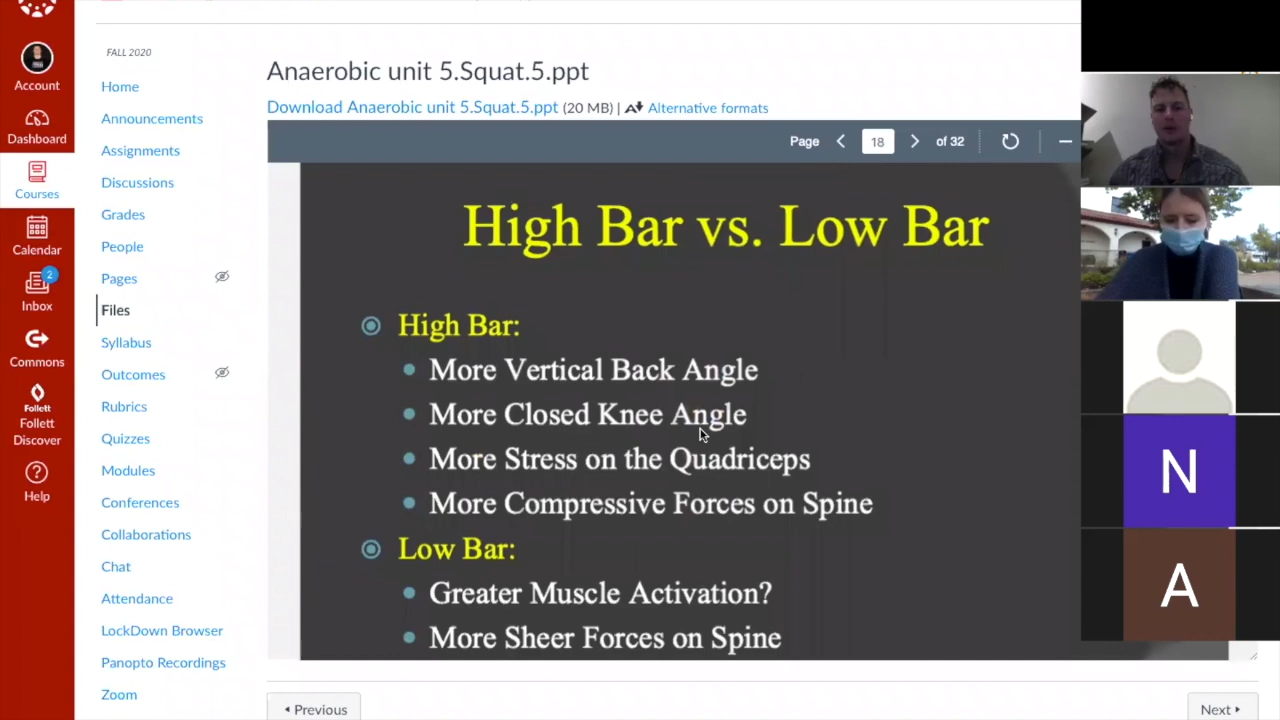 Account
Dashboard
Courses
Calendar
2
Inbox
Commons
Follett
Follett
Discover
Help
FALL 2020
Home
Announcements
Assignments
Discussions
Grades
People
Pages
Files
Syllabus
Outcomes
Rubrics
Quizzes
Modules
Conferences
Collaborations
Chat
Attendance
LockDown Browser
Panopto Recordings
Zoom
Anaerobic unit 5.Squat.5.ppt
Download Anaerobic unit 5.Squat.5.ppt (20 MB) | Alternative formats
Page 18 of 32
High Bar vs. Low Bar
High Bar:
More Vertical Back Angle
More Closed Knee Angle
More Stress on the Quadriceps
More Compressive Forces on Spine
Low Bar:
Greater Muscle Activation?
More Sheer Forces on Spine
Previous
Next
N
A